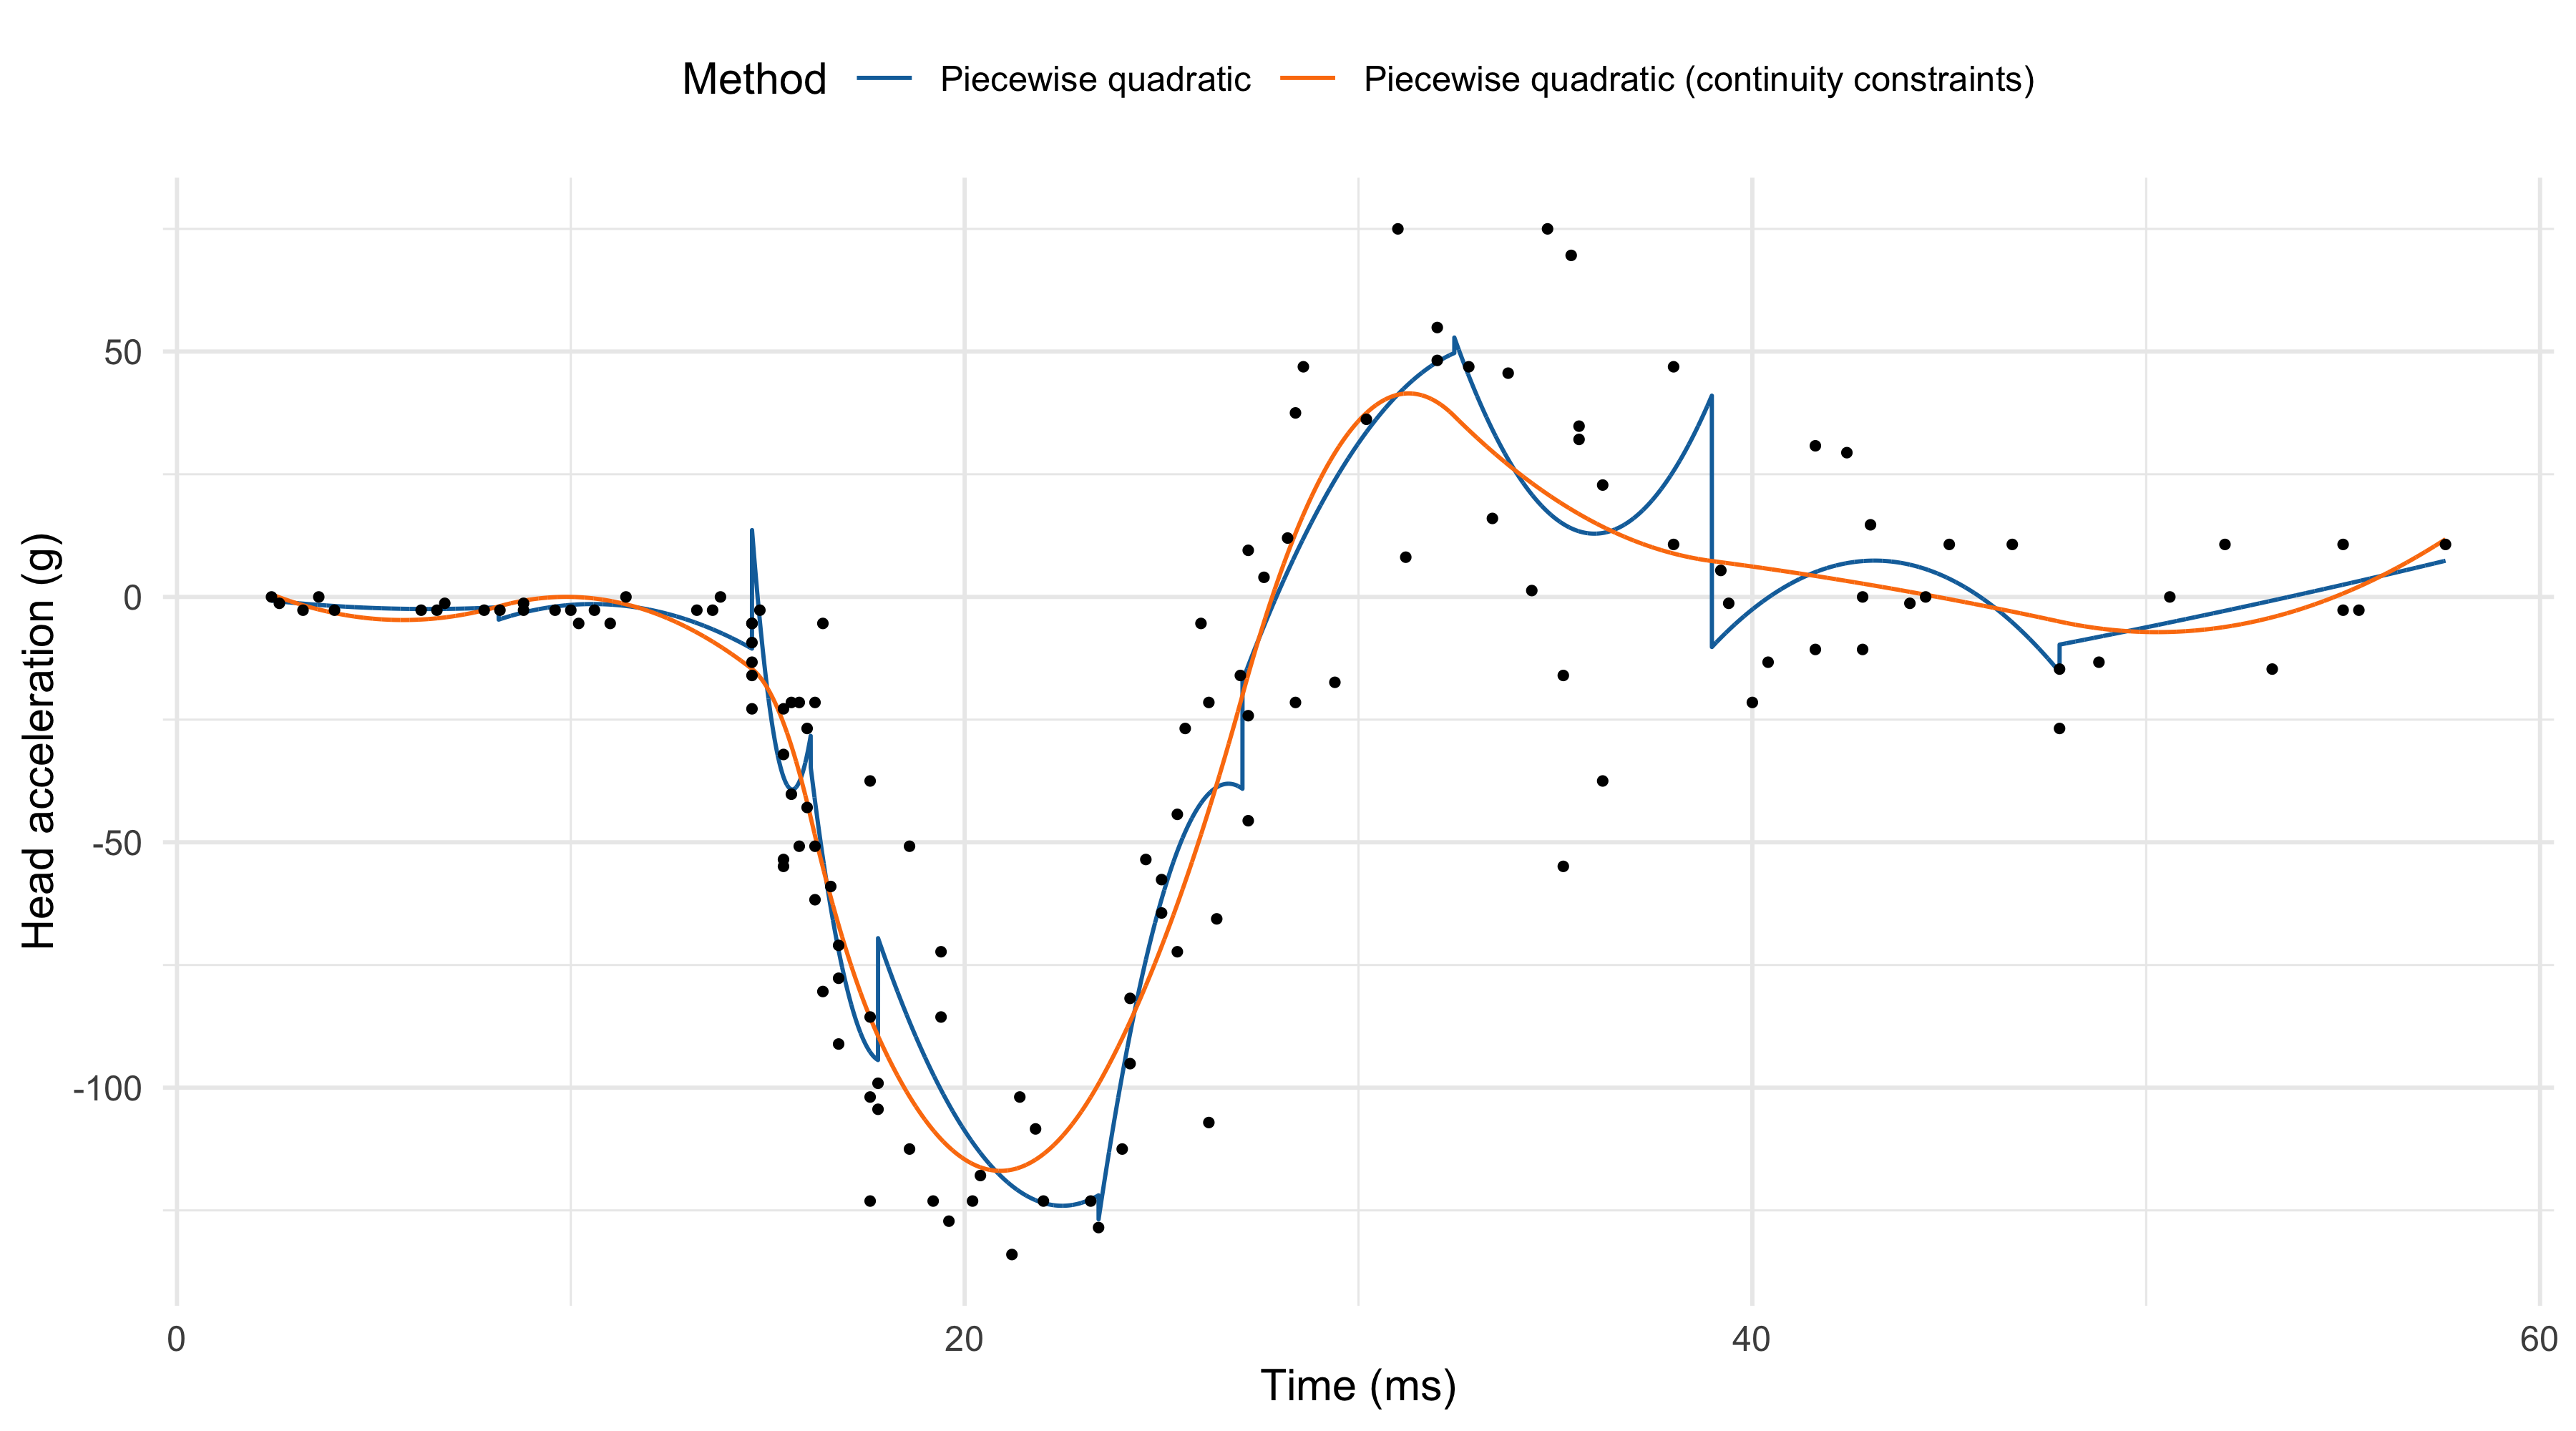 Method Piecewise quadratic Piecewise quadratic (continuity constraints)
50
0
-50
-100
Head acceleration (g)
0 20 40 60
Time (ms)